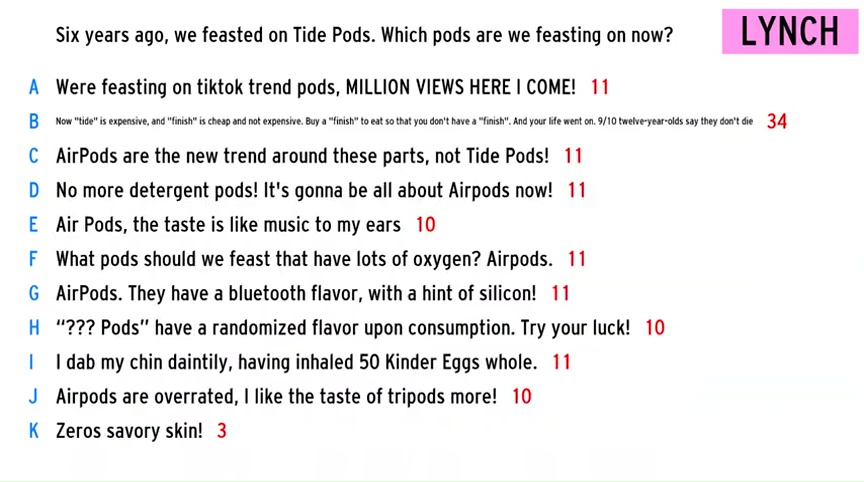 Six years ago, we feasted on Tide Pods. Which pods are we feasting on now?
LYNCH
A Were feasting on tiktok trend pods, MILLION VIEWS HERE I COME! 11
B Now "tide" is expensive, and "finish" is cheap and not expensive. Buy a "finish" to eat so that you don't have a "finish". And your life went on. 9/10 twelve-year-olds say they don't die 34
C AirPods are the new trend around these parts, not Tide Pods! 11
D No more detergent pods! It's gonna be all about Airpods now! 11
E Air Pods, the taste is like music to my ears 10
F What pods should we feast that have lots of oxygen? Airpods. 11
G AirPods. They have a bluetooth flavor, with a hint of silicon! 11
H “??? Pods” have a randomized flavor upon consumption. Try your luck! 10
I I dab my chin daintily, having inhaled 50 Kinder Eggs whole. 11
J Airpods are overrated, I like the taste of tripods more! 10
K Zeros savory skin! 3